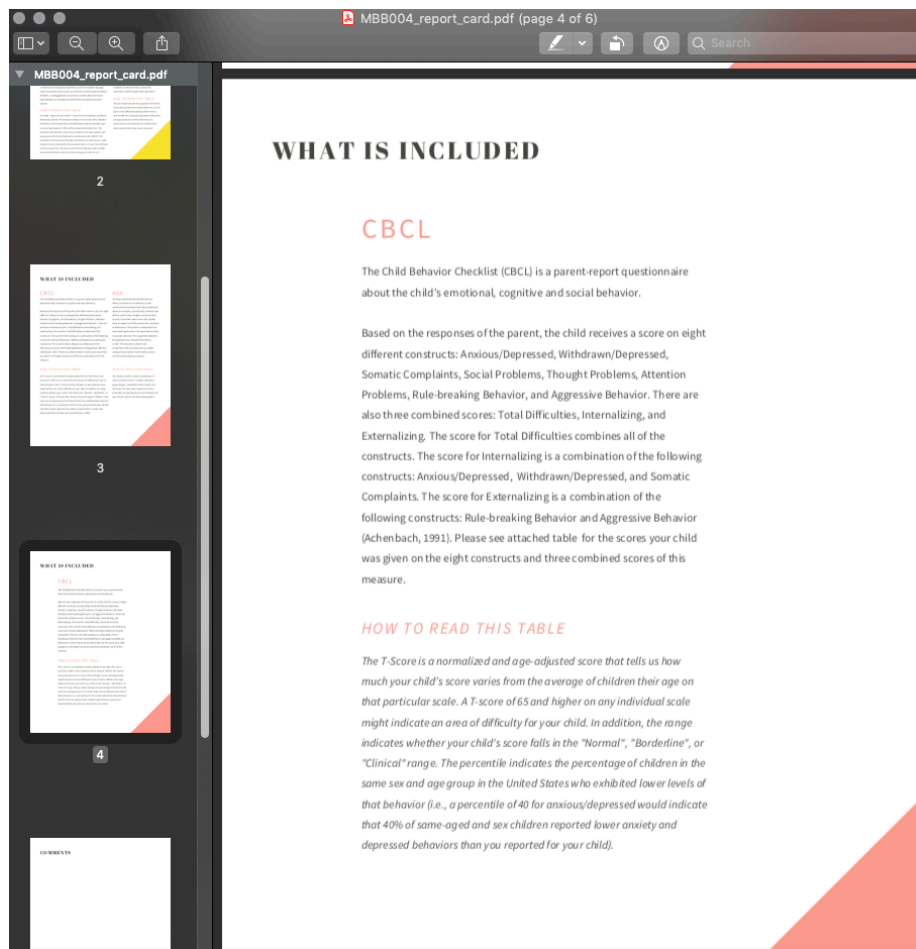 MBB004_report_card.pdf (page 4 of 6)
Search
MBB004_report_card.pdf
2
WHAT IS INCLUDED
CBCL
ASA
3
WHAT IS INCLUDED
CBCL
4
COMMENTS
WHAT IS INCLUDED
CBCL
The Child Behavior Checklist (CBCL) is a parent-report questionnaire
about the child's emotional, cognitive and social behavior.
Based on the responses of the parent, the child receives a score on eight
different constructs: Anxious/Depressed, Withdrawn/Depressed,
Somatic Complaints, Social Problems, Thought Problems, Attention
Problems, Rule-breaking Behavior, and Aggressive Behavior. There are
also three combined scores: Total Difficulties, Internalizing, and
Externalizing. The score for Total Difficulties combines all of the
constructs. The score for Internalizing is a combination of the following
constructs: Anxious/Depressed, Withdrawn/Depressed, and Somatic
Complaints. The score for Externalizing is a combination of the
following constructs: Rule-breaking Behavior and Aggressive Behavior
(Achenbach, 1991). Please see attached table for the scores your child
was given on the eight constructs and three combined scores of this
measure.
HOW TO READ THIS TABLE
The T-Score is a normalized and age-adjusted score that tells us how
much your child's score varies from the average of children their age on
that particular scale. A T-score of 65 and higher on any individual scale
might indicate an area of difficulty for your child. In addition, the range
indicates whether your child's score falls in the "Normal", "Borderline", or
"Clinical" range. The percentile indicates the percentage of children in the
same sex and age group in the United States who exhibited lower levels of
that behavior (i.e., a percentile of 40 for anxious/depressed would indicate
that 40% of same-aged and sex children reported lower anxiety and
depressed behaviors than you reported for your child).